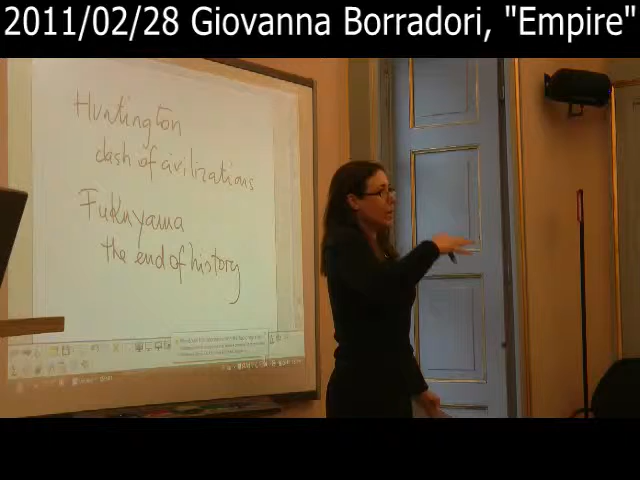 2011/02/28 Giovanna Borradori, "Empire"
Huntington
clash of civilizations
Fukuyama
the end of history